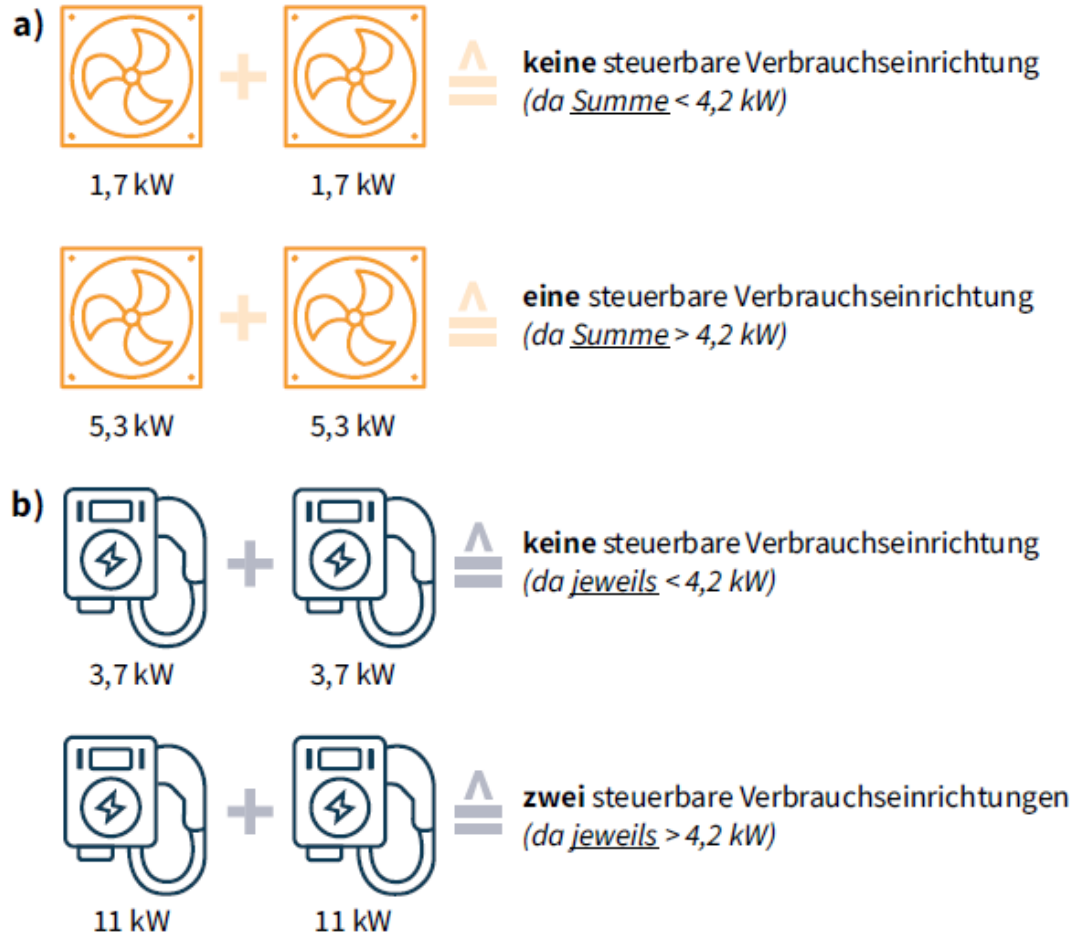 a)
keine steuerbare Verbrauchseinrichtung
(da Summe < 4,2 kW)
1,7 kW 1,7 kW
eine steuerbare Verbrauchseinrichtung
(da Summe > 4,2 kW)
5,3 kW 5,3 kW
b)
keine steuerbare Verbrauchseinrichtung
(da jeweils < 4,2 kW)
3,7 kW 3,7 kW
zwei steuerbare Verbrauchseinrichtungen
(da jeweils > 4,2 kW)
11 kW 11 kW